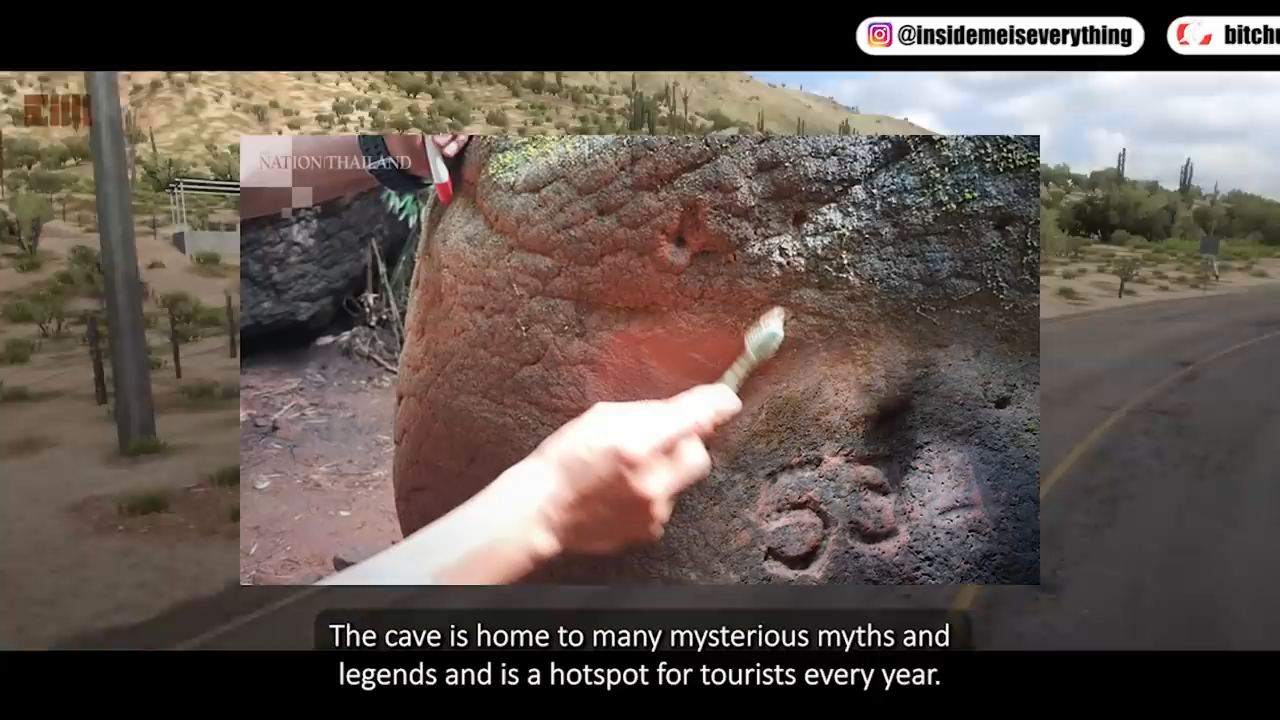 @insidemeiseverything
bitchu
NATION THAILAND
The cave is home to many mysterious myths and
legends and is a hotspot for tourists every year.